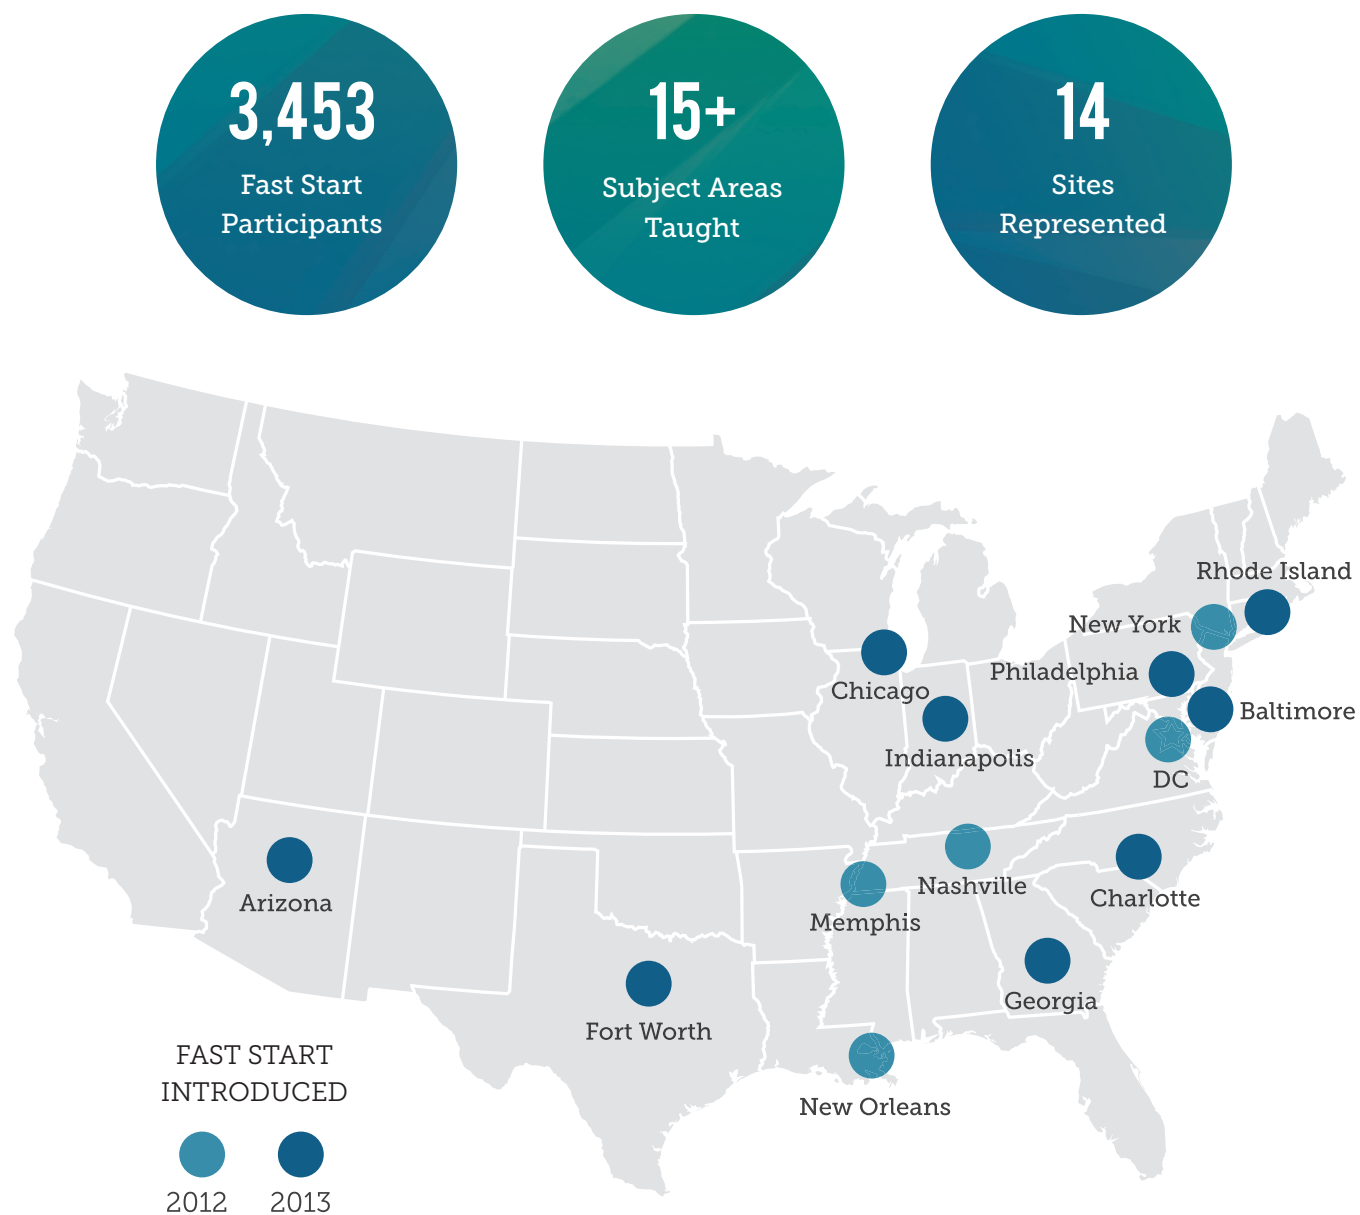 3,453
Fast Start
Participants
15+
Subject Areas
Taught
14
Sites
Represented
Rhode Island
New York
Philadelphia
Chicago
Baltimore
Indianapolis
DC
Nashville
Charlotte
Arizona
Memphis
Georgia
Fort Worth
New Orleans
FAST START
INTRODUCED
2012 2013